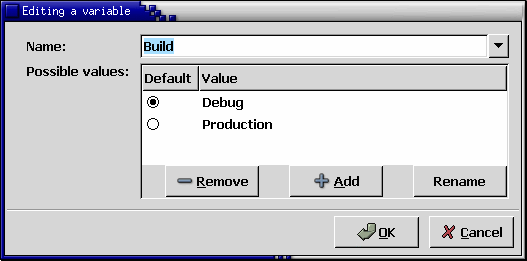 Editing a variable
Name: Build
Possible values: Default Value
Debug
Production
Remove Add Rename
OK Cancel